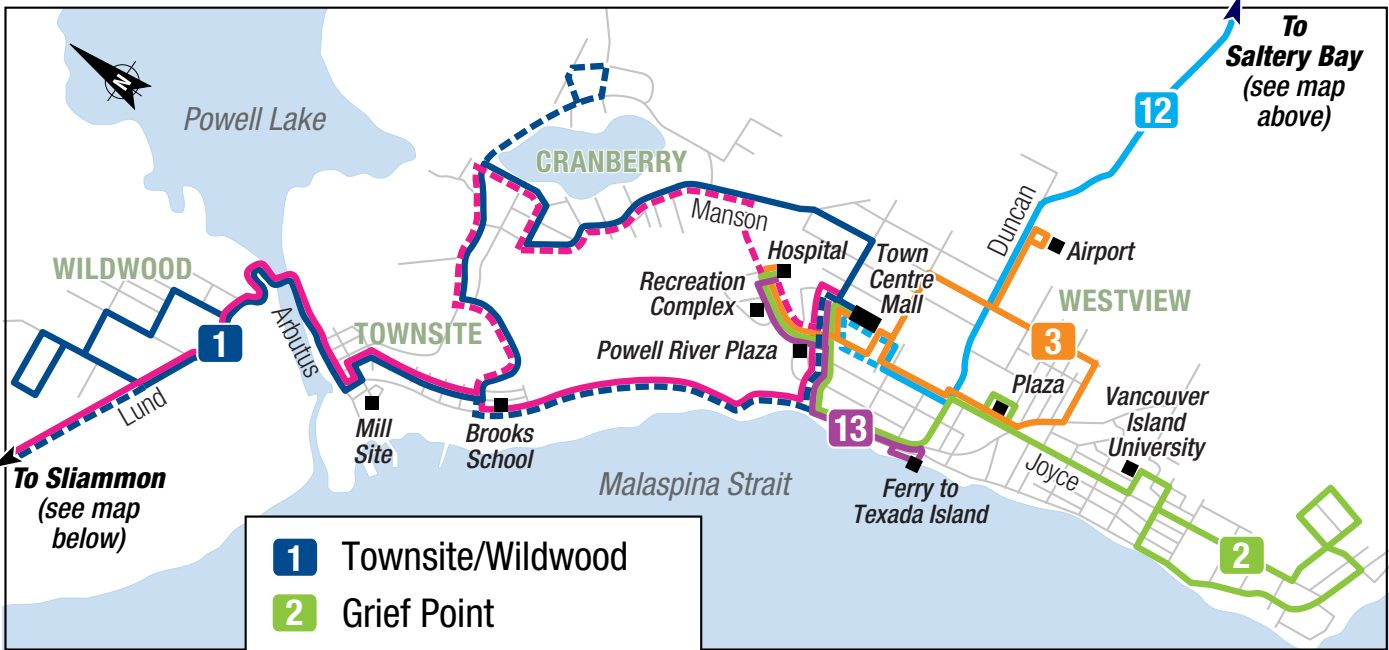 To
Saltery Bay
(see map
above)
N
Powell Lake
12
CRANBERRY
Manson
Duncan
Hospital
Town
Centre
Mall
Airport
WILDWOOD
Recreation
Complex
WESTVIEW
Arbutus
TOWNSITE
1
Powell River Plaza
3
Plaza
Lund
Vancouver
Island
University
Mill
Site
Brooks
School
13
Joyce
To Sliammon
(see map
below)
Malaspina Strait
Ferry to
Texada Island
2
1 Townsite/Wildwood
2 Grief Point